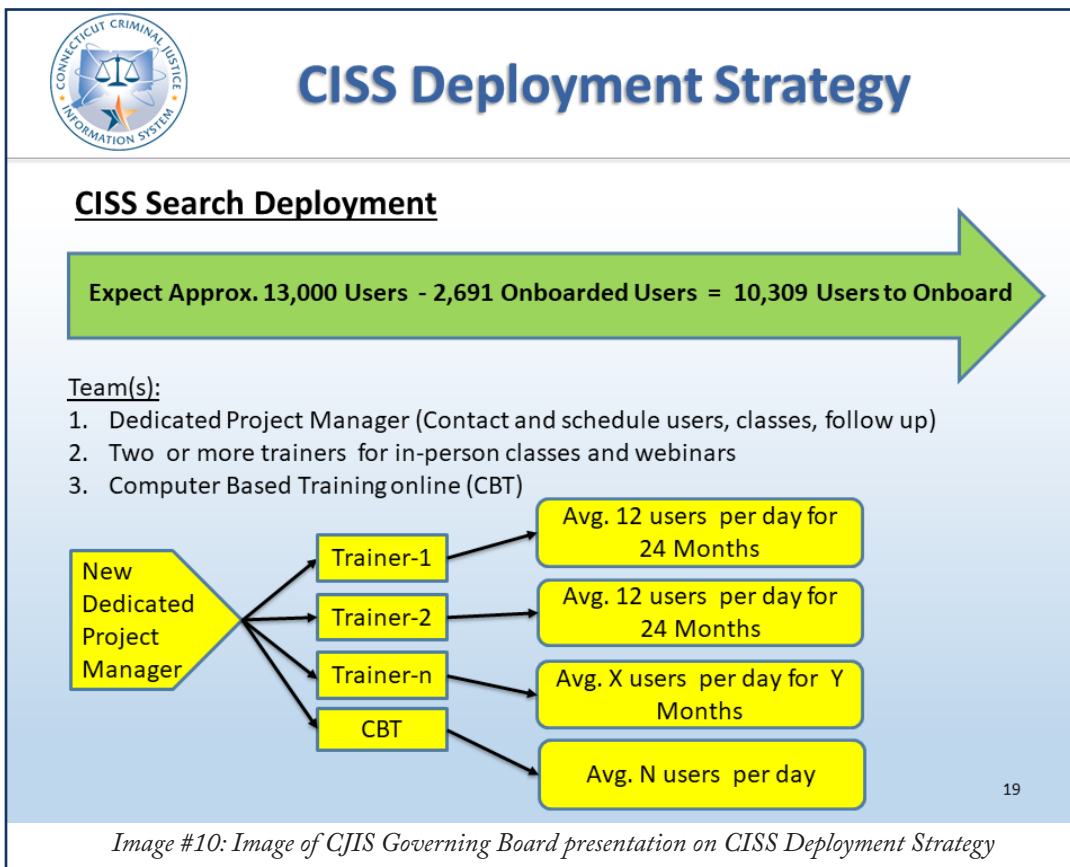 CONNECTICUT CRIMINAL JUSTICE
INFORMATION SYSTEM
CISS Deployment Strategy
CISS Search Deployment
Expect Approx. 13,000 Users - 2,691 Onboarded Users = 10,309 Users to Onboard
Team(s):
1. Dedicated Project Manager (Contact and schedule users, classes, follow up)
2. Two or more trainers for in-person classes and webinars
3. Computer Based Training online (CBT)
New
Dedicated
Project
Manager
Trainer-1
Avg. 12 users per day for
24 Months
Trainer-2
Avg. 12 users per day for
24 Months
Trainer-n
Avg. X users per day for Y
Months
CBT
Avg. N users per day
19
Image #10: Image of CJIS Governing Board presentation on CISS Deployment Strategy